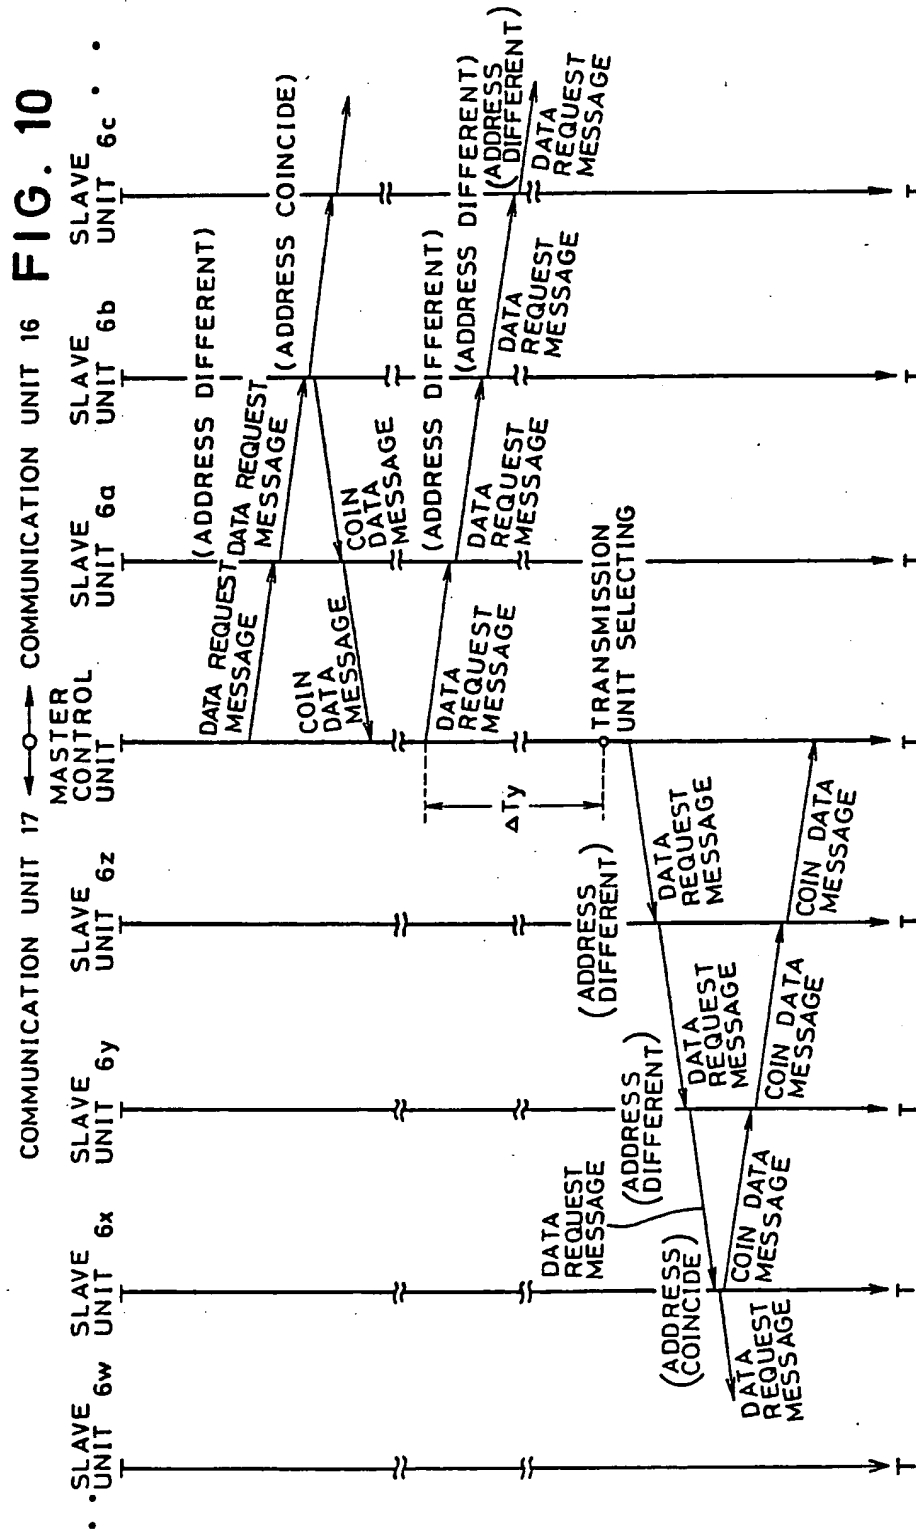 FIG. 10
COMMUNICATION UNIT 17 ←○→ COMMUNICATION UNIT 16
SLAVE
UNIT 6w
SLAVE
UNIT 6x
SLAVE
UNIT 6y
SLAVE
UNIT 6z
MASTER
CONTROL
UNIT
SLAVE
UNIT 6a
SLAVE
UNIT 6b
SLAVE
UNIT 6c
(ADDRESS DIFFERENT)
DATA REQUEST
MESSAGE
DATA REQUEST
MESSAGE
(ADDRESS COINCIDE)
COIN
DATA
MESSAGE
COIN
DATA
MESSAGE
(ADDRESS DIFFERENT)
(ADDRESS DIFFERENT)
(ADDRESS
DIFFERENT)
DATA
REQUEST
MESSAGE
DATA
REQUEST
MESSAGE
DATA
REQUEST
MESSAGE
DATA
REQUEST
MESSAGE
ΔTy
TRANSMISSION
UNIT SELECTING
(ADDRESS
DIFFERENT)
DATA
REQUEST
MESSAGE
(ADDRESS
DIFFERENT)
DATA
REQUEST
MESSAGE
DATA
REQUEST
MESSAGE
(ADDRESS
COINCIDE)
DATA
REQUEST
MESSAGE
COIN DATA
MESSAGE
COIN DATA
MESSAGE
COIN DATA
MESSAGE
T
T
T
T
T
T
T
T